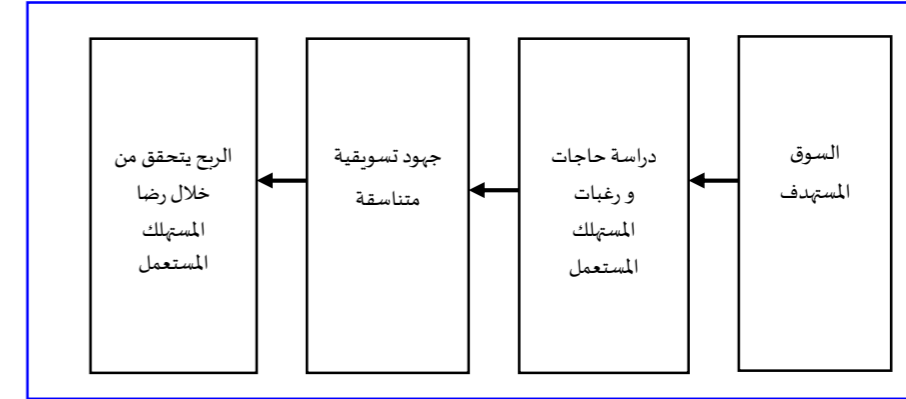 السوق
المستهدف
دراسة حاجات
و رغبات
المستهلك
المستعمل
جهود تسويقية
متناسقة
الربح يتحقق من
خلال رضا
المستهلك
المستعمل